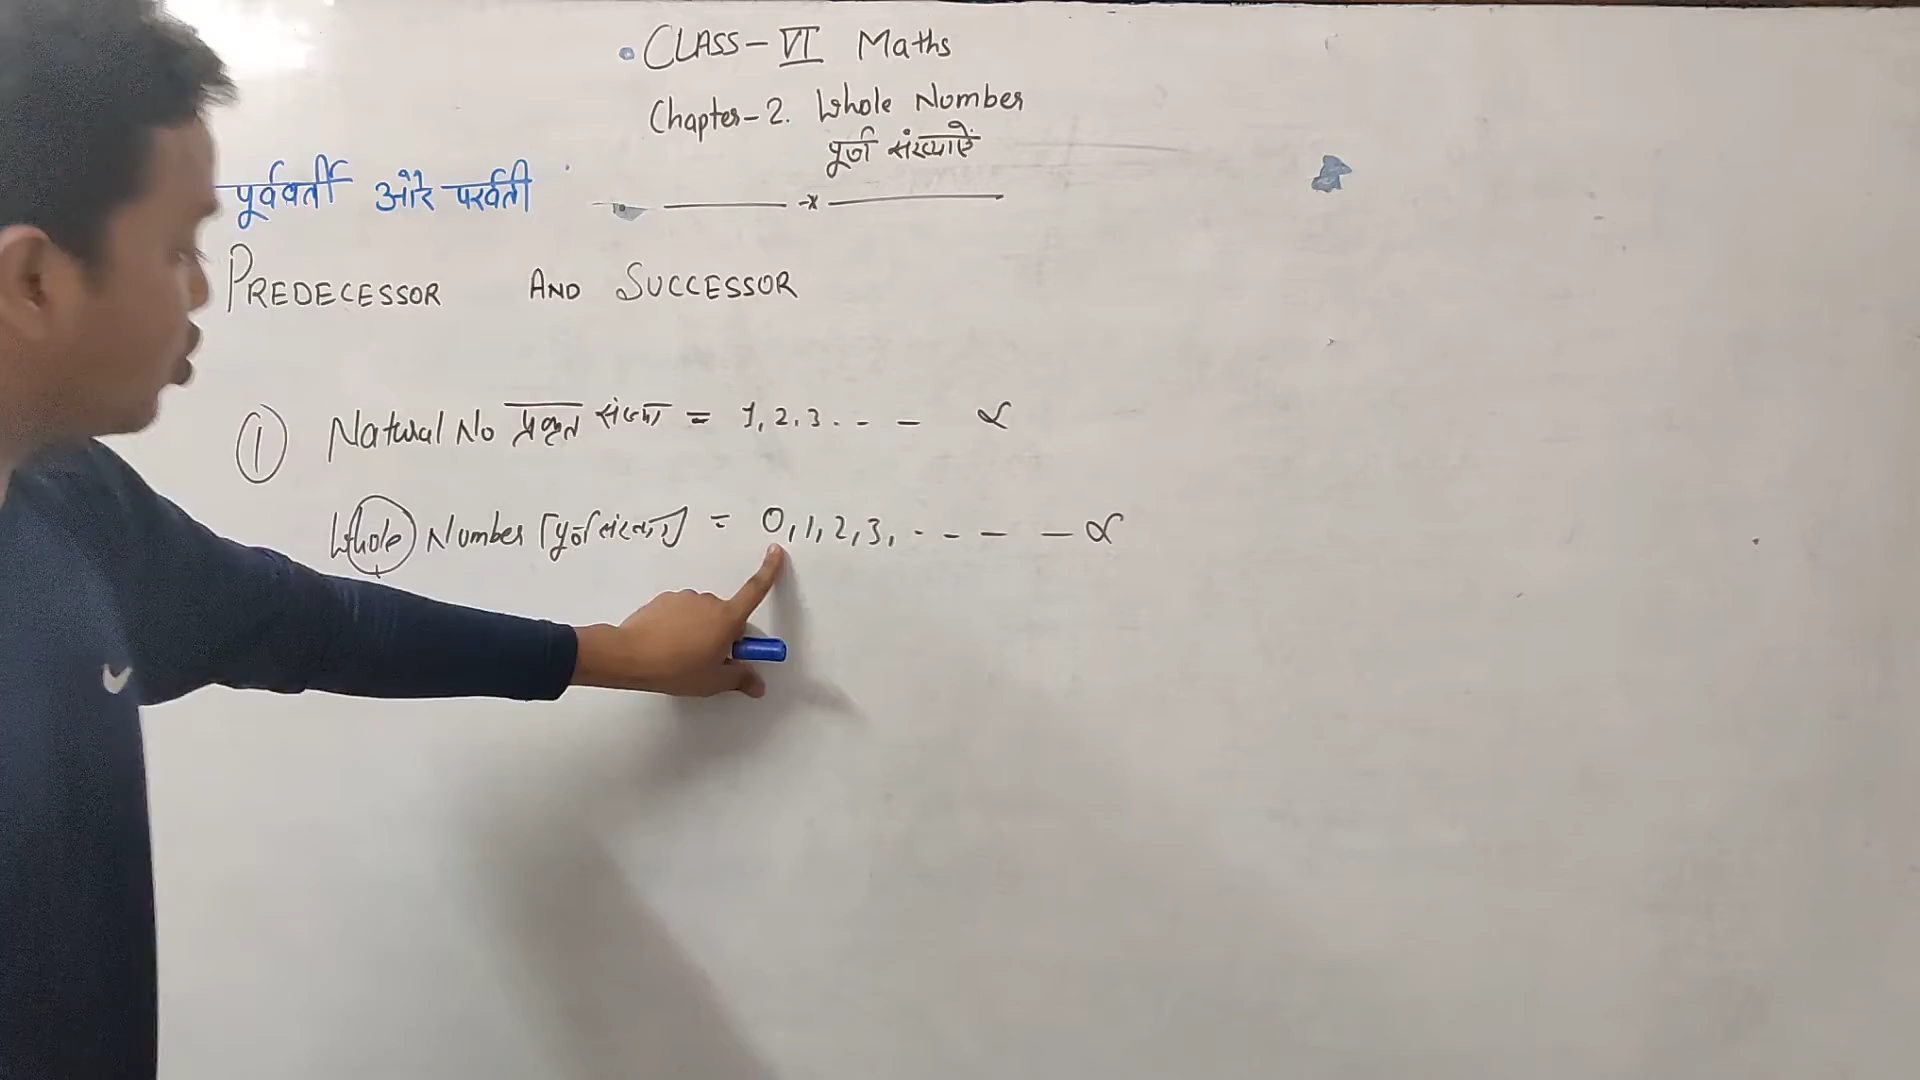 CLASS-VI Maths
Chapter-2. Whole Number
पूर्ण संख्याएे
पूर्ववर्ती और परवर्ती
PREDECESSOR AND SUCCESSOR
① Natural No प्रकृत संख्या = 1, 2, 3 . - - ∝
Whole Number [पूर्ण संख्या] = 0, 1, 2, 3, - - - - ∝